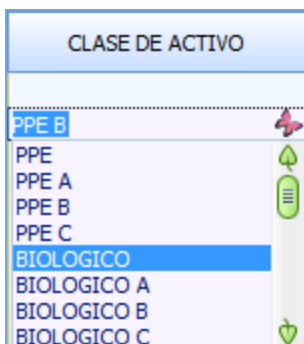 CLASE DE ACTIVO
PPE B
PPE
PPE A
PPE B
PPE C
BIOLOGICO
BIOLOGICO A
BIOLOGICO B
BIOLOGICO C